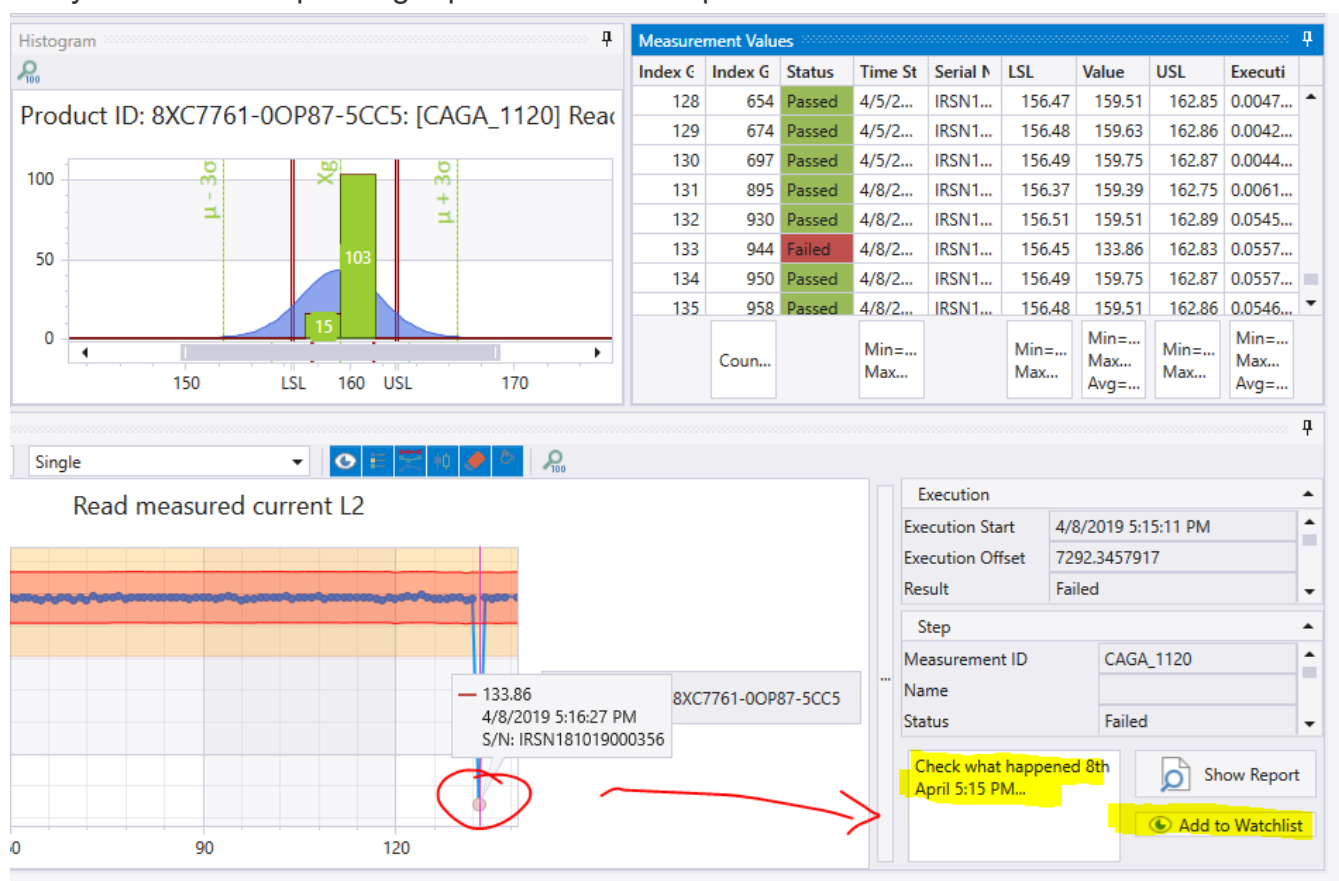 Histogram
100
Product ID: 8XC7761-0OP87-5CC5: [CAGA_1120] Read
100
50
0
μ - 3σ
Xg
μ + 3σ
103
15
150 LSL 160 USL 170
Measurement Values
Index G Index G Status Time St Serial N LSL Value USL Executi
128 654 Passed 4/5/2... IRSN1... 156.47 159.51 162.85 0.0047...
129 674 Passed 4/5/2... IRSN1... 156.48 159.63 162.86 0.0042...
130 697 Passed 4/5/2... IRSN1... 156.49 159.75 162.87 0.0044...
131 895 Passed 4/8/2... IRSN1... 156.37 159.39 162.75 0.0061...
132 930 Passed 4/8/2... IRSN1... 156.51 159.51 162.89 0.0545...
133 944 Failed 4/8/2... IRSN1... 156.45 133.86 162.83 0.0557...
134 950 Passed 4/8/2... IRSN1... 156.49 159.75 162.87 0.0557...
135 958 Passed 4/8/2... IRSN1... 156.48 159.51 162.86 0.0546...
Coun... Min=... Min=... Min=... Min=... Min=...
Max... Max... Max... Max... Max...
Avg=... Avg=...
Single
100
Read measured current L2
133.86
4/8/2019 5:16:27 PM
S/N: IRSN181019000356
8XC7761-0OP87-5CC5
90 120
Execution
Execution Start 4/8/2019 5:15:11 PM
Execution Offset 7292.3457917
Result Failed
Step
Measurement ID CAGA_1120
Name
Status Failed
...
Check what happened 8th
April 5:15 PM...
Show Report
Add to Watchlist